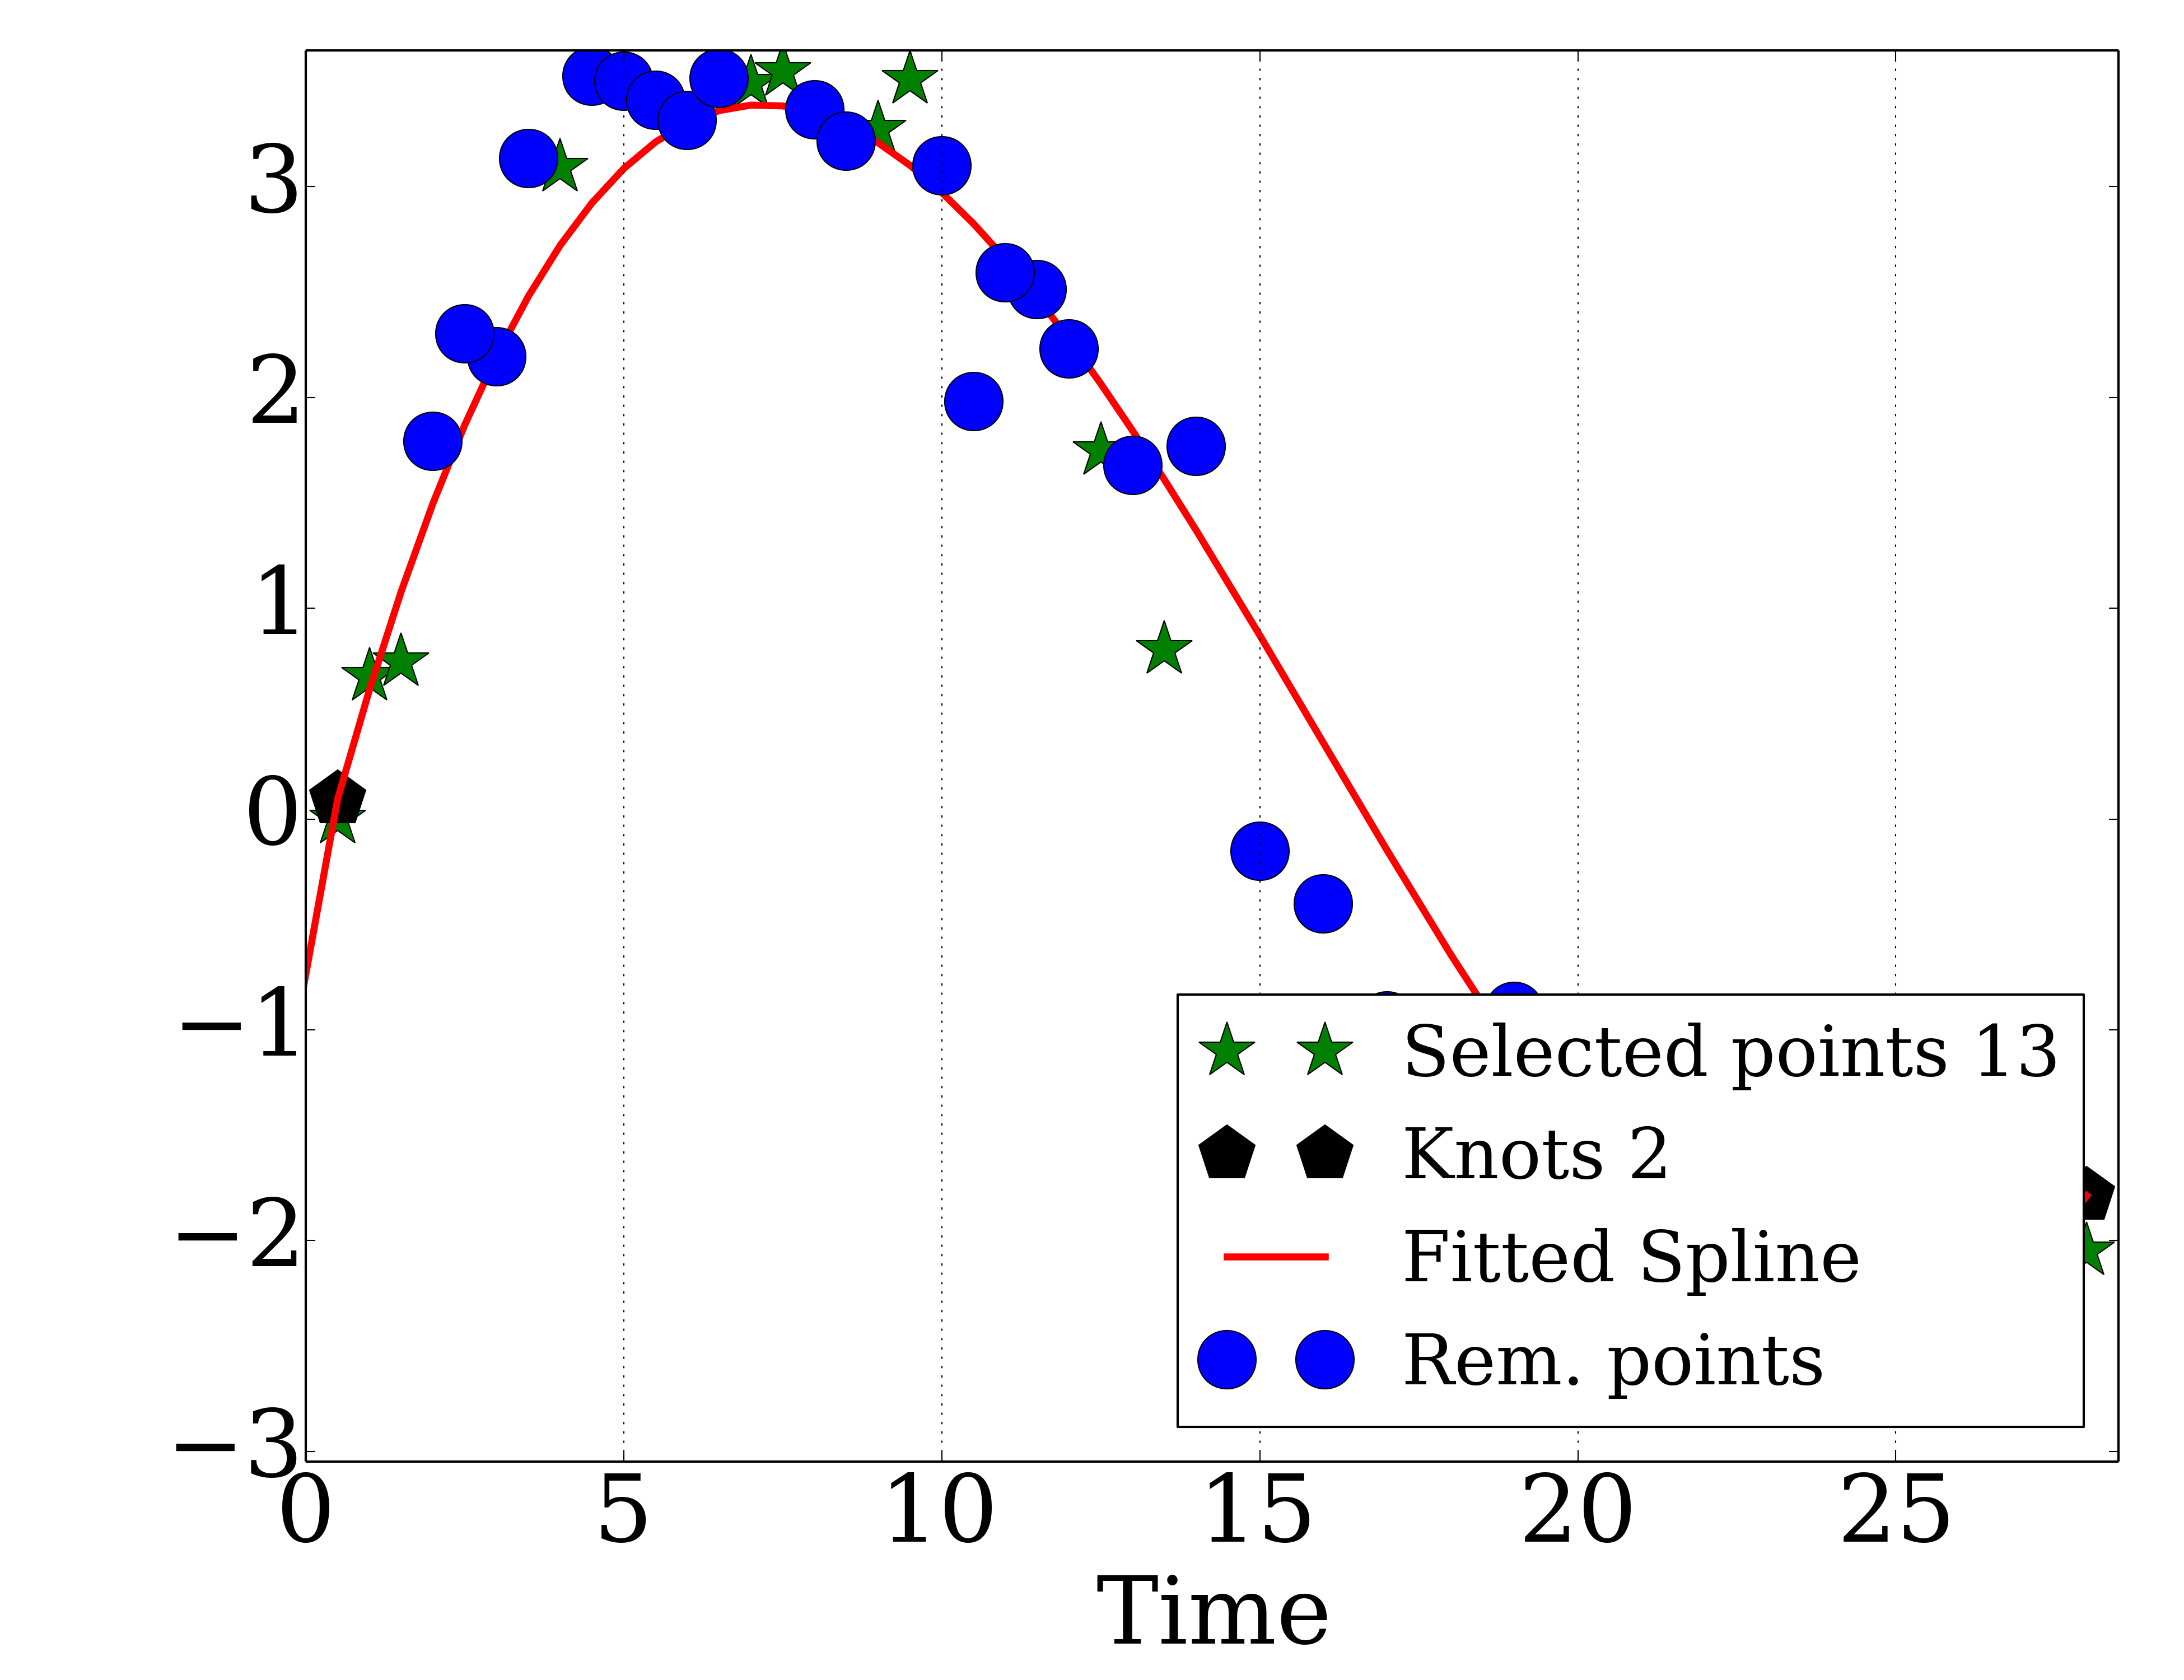 3
2
1
0
−1
−2
−3
0 5 10 15 20 25
Time
Selected points 13
Knots 2
Fitted Spline
Rem. points